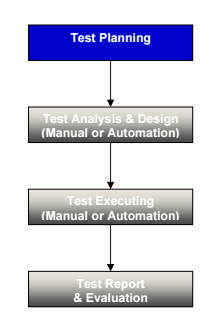 Test Planning
Test Analysis & Design
(Manual or Automation)
Test Executing
(Manual or Automation)
Test Report
& Evaluation